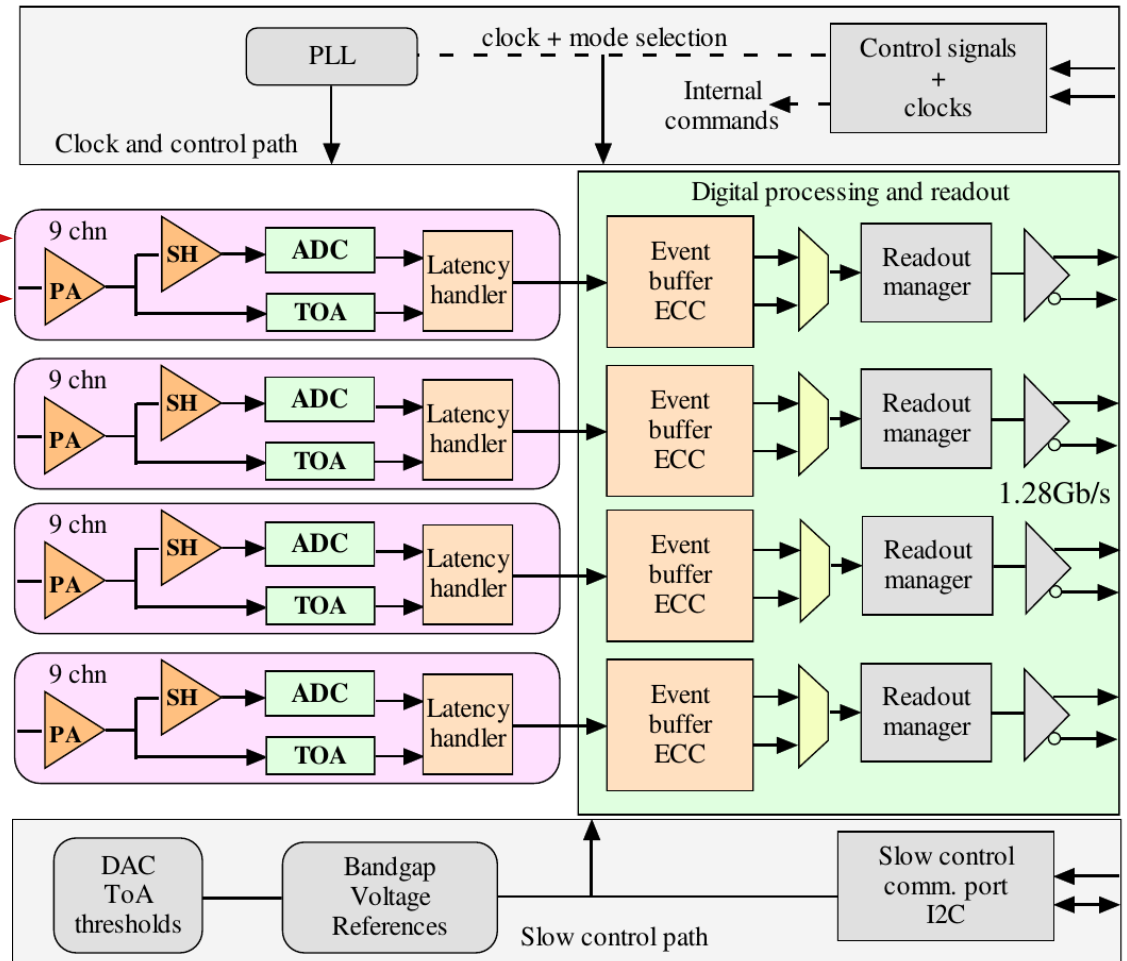 PLL
clock + mode selection
Control signals
+
clocks
Internal
commands
Clock and control path
Digital processing and readout
9 chn
PA
SH
ADC
TOA
Latency
handler
Event
buffer
ECC
Readout
manager
9 chn
PA
SH
ADC
TOA
Latency
handler
Event
buffer
ECC
Readout
manager
1.28Gb/s
9 chn
PA
SH
ADC
TOA
Latency
handler
Event
buffer
ECC
Readout
manager
9 chn
PA
SH
ADC
TOA
Latency
handler
Event
buffer
ECC
Readout
manager
DAC
ToA
thresholds
Bandgap
Voltage
References
Slow control path
Slow control
comm. port
I2C